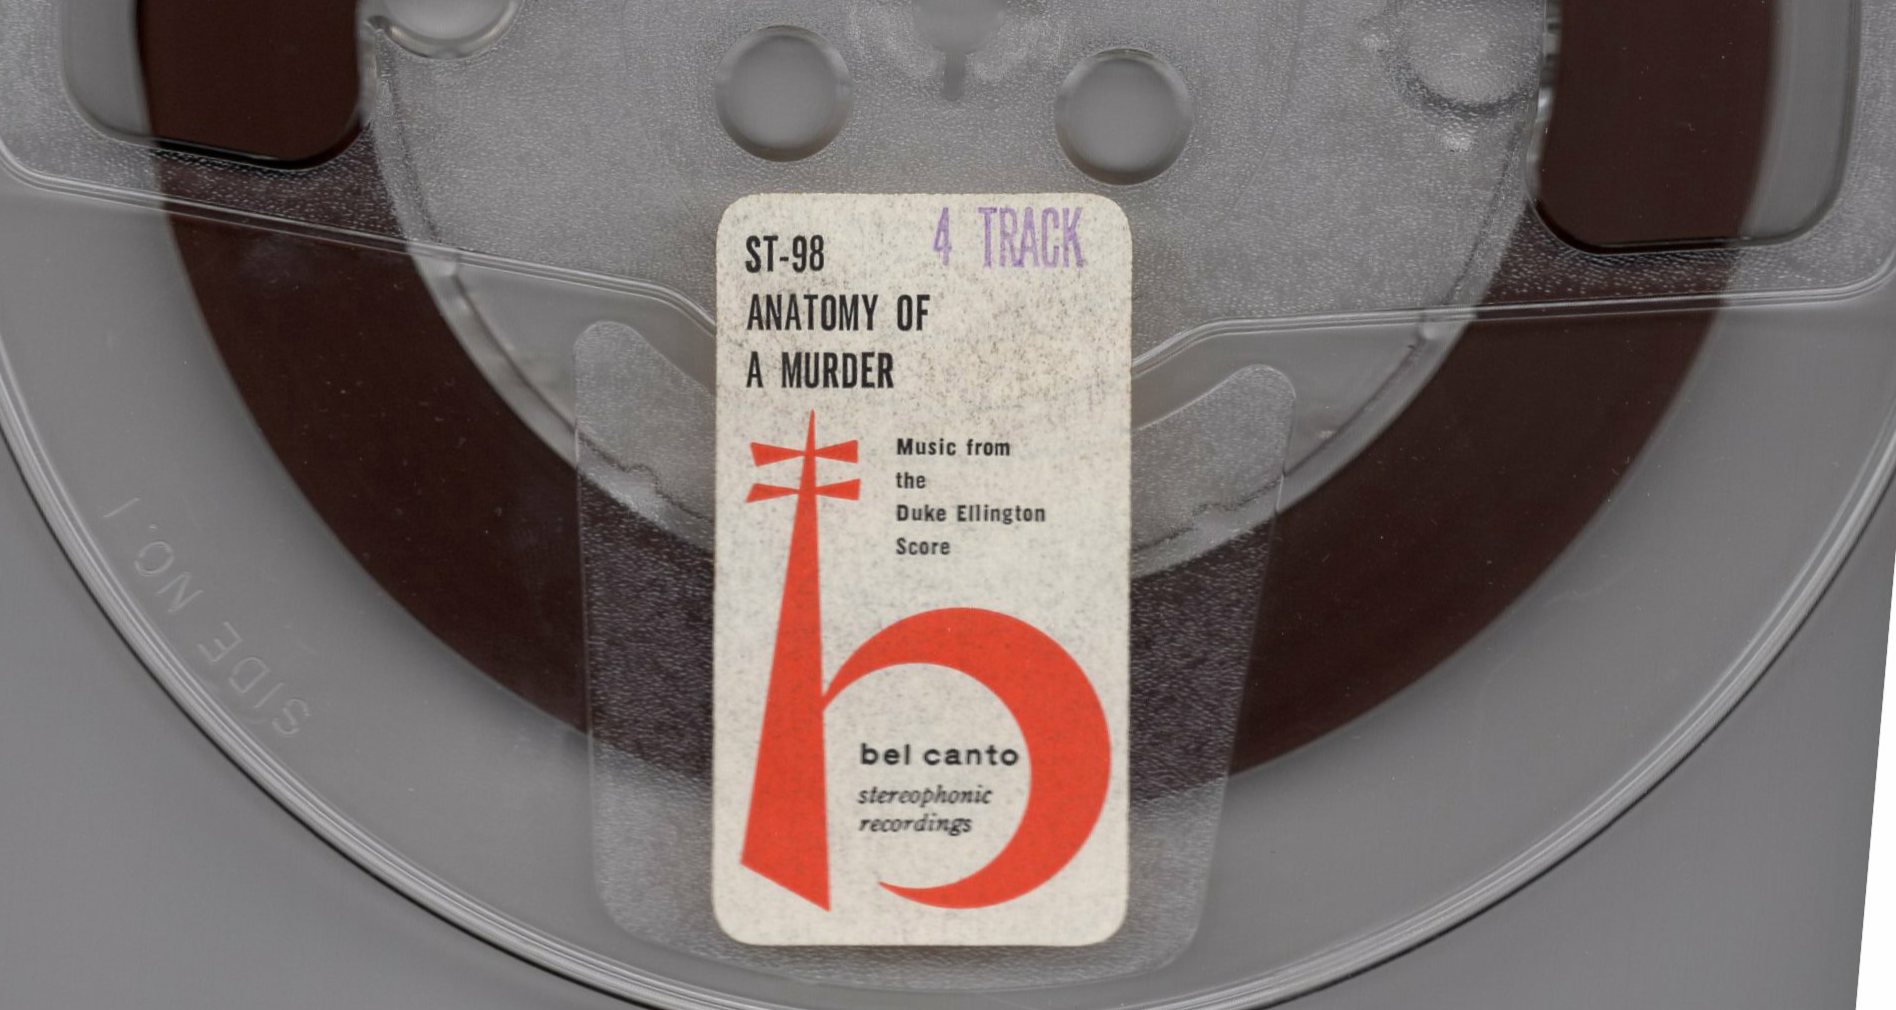 ST-98 4 TRACK
ANATOMY OF
A MURDER
Music from
the
Duke Ellington
Score
bel canto
stereophonic
recordings
SIDE NO. 1